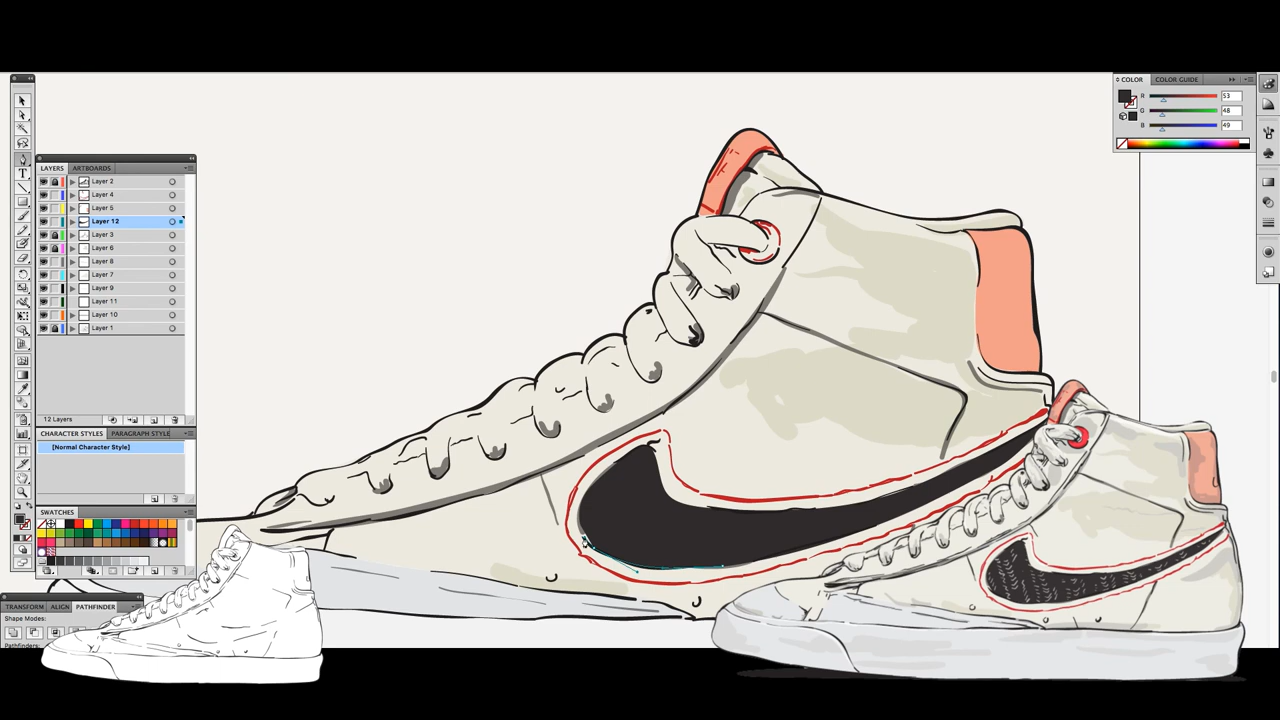 COLOR
COLOR GUIDE
R
53
G
48
B
49
LAYERS
ARTBOARDS
Layer 2
Layer 4
Layer 5
Layer 12
Layer 3
Layer 6
Layer 8
Layer 7
Layer 9
Layer 11
Layer 10
Layer 1
12 Layers
CHARACTER STYLES
PARAGRAPH STYLE
[Normal Character Style]
SWATCHES
TRANSFORM
ALIGN
PATHFINDER
Shape Modes:
Pathfinders: